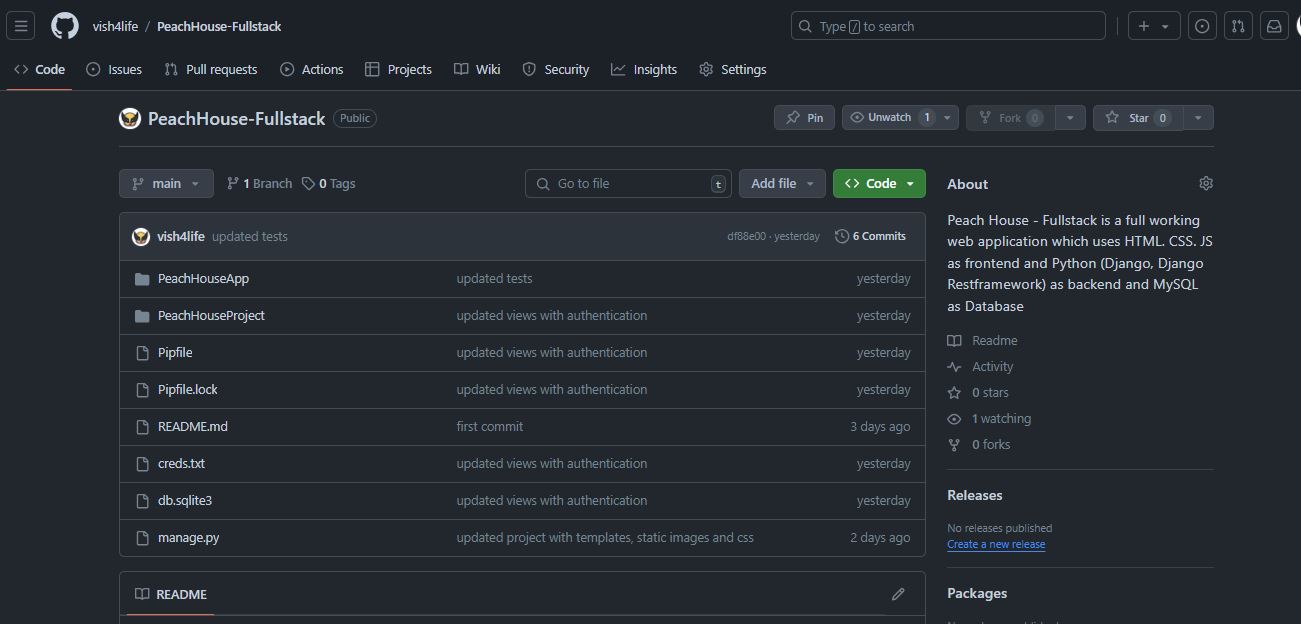 vish4life / PeachHouse-Fullstack
Type / to search
Code Issues Pull requests Actions Projects Wiki Security Insights Settings
PeachHouse-Fullstack Public
Pin Unwatch 1 Fork 0 Star 0
main 1 Branch 0 Tags Go to file t Add file Code
vish4life updated tests df88e00 · yesterday 6 Commits
PeachHouseApp updated tests yesterday
PeachHouseProject updated views with authentication yesterday
Pipfile updated views with authentication yesterday
Pipfile.lock updated views with authentication yesterday
README.md first commit 3 days ago
creds.txt updated views with authentication yesterday
db.sqlite3 updated views with authentication yesterday
manage.py updated project with templates, static images and css 2 days ago
README
About
Peach House - Fullstack is a full working
web application which uses HTML. CSS. JS
as frontend and Python (Django, Django
Restframework) as backend and MySQL
as Database
Readme
Activity
0 stars
1 watching
0 forks
Releases
No releases published
Create a new release
Packages